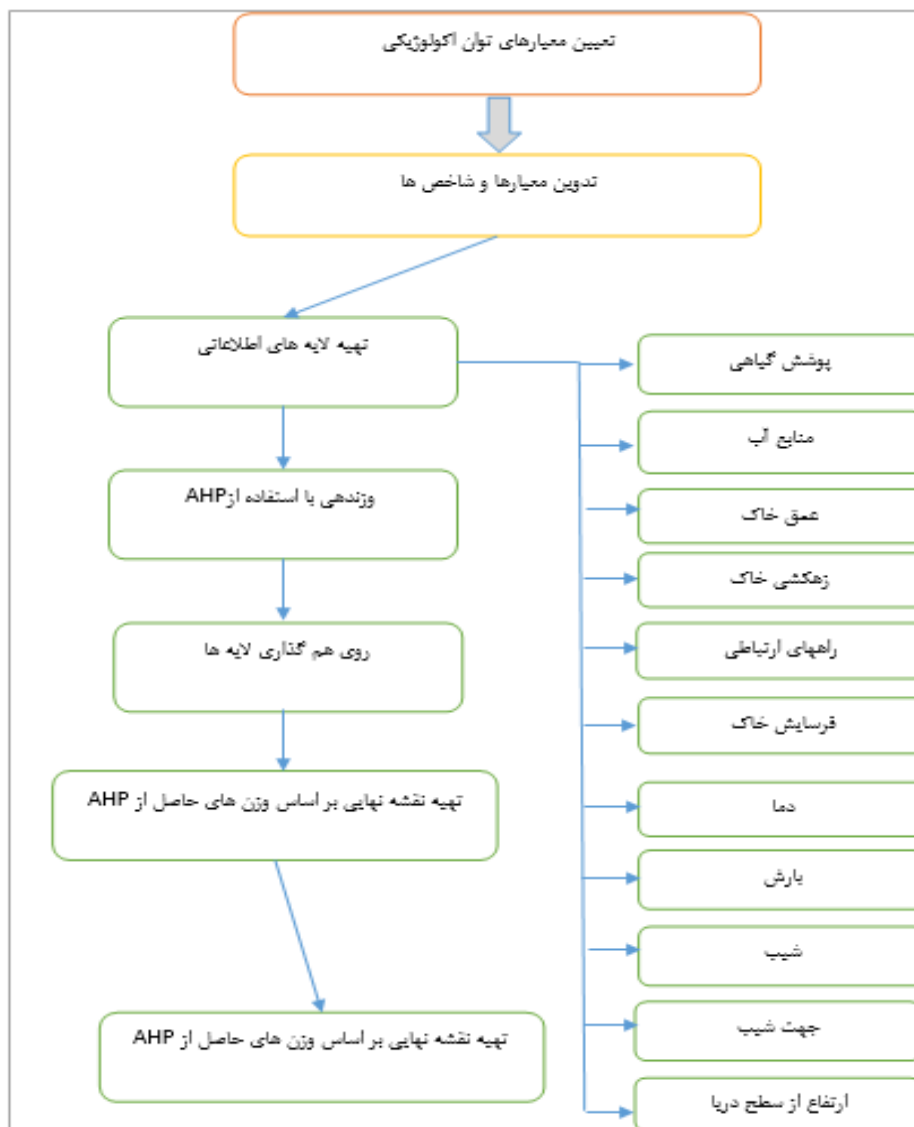 تعیین معیارهای توان اکولوژیکی
تدوین معیارها و شاخص ها
تهیه لایه های اطلاعاتی
وزندهی با استفاده ازAHP
روی هم گذاری لایه ها
تهیه نقشه نهایی بر اساس وزن های حاصل از AHP
تهیه نقشه نهایی بر اساس وزن های حاصل از AHP
پوشش گیاهی
منابع آب
عمق خاک
زهکشی خاک
راههای ارتباطی
فرسایش خاک
دما
بارش
شیب
جهت شیب
ارتفاع از سطح دریا